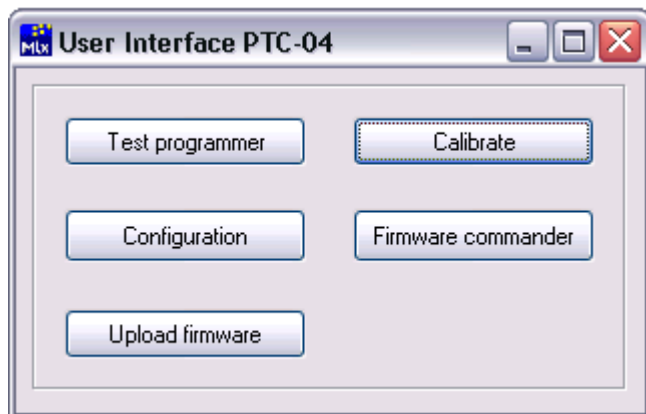 Mlx User Interface PTC-04
Test programmer Calibrate
Configuration Firmware commander
Upload firmware